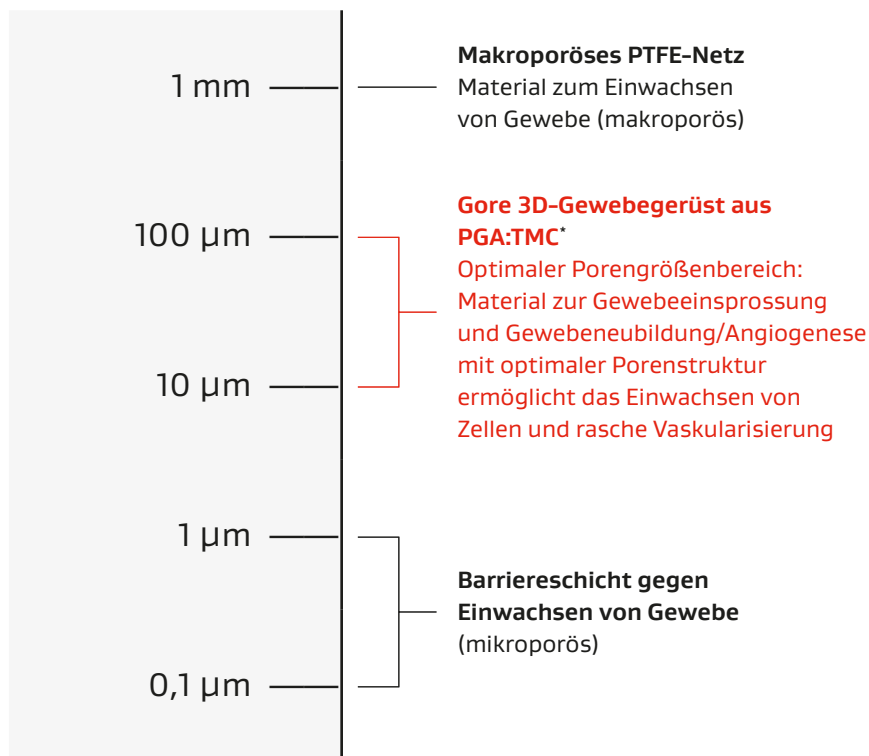 1 mm
Makroporöses PTFE-Netz
Material zum Einwachsen
von Gewebe (makroporös)
100 µm
10 µm
Gore 3D-Gewebegerüst aus
PGA:TMC*
Optimaler Porengrößenbereich:
Material zur Gewebeeinsprossung
und Gewebeneubildung/Angiogenese
mit optimaler Porenstruktur
ermöglicht das Einwachsen von
Zellen und rasche Vaskularisierung
1 µm
0,1 µm
Barriereschicht gegen
Einwachsen von Gewebe
(mikroporös)